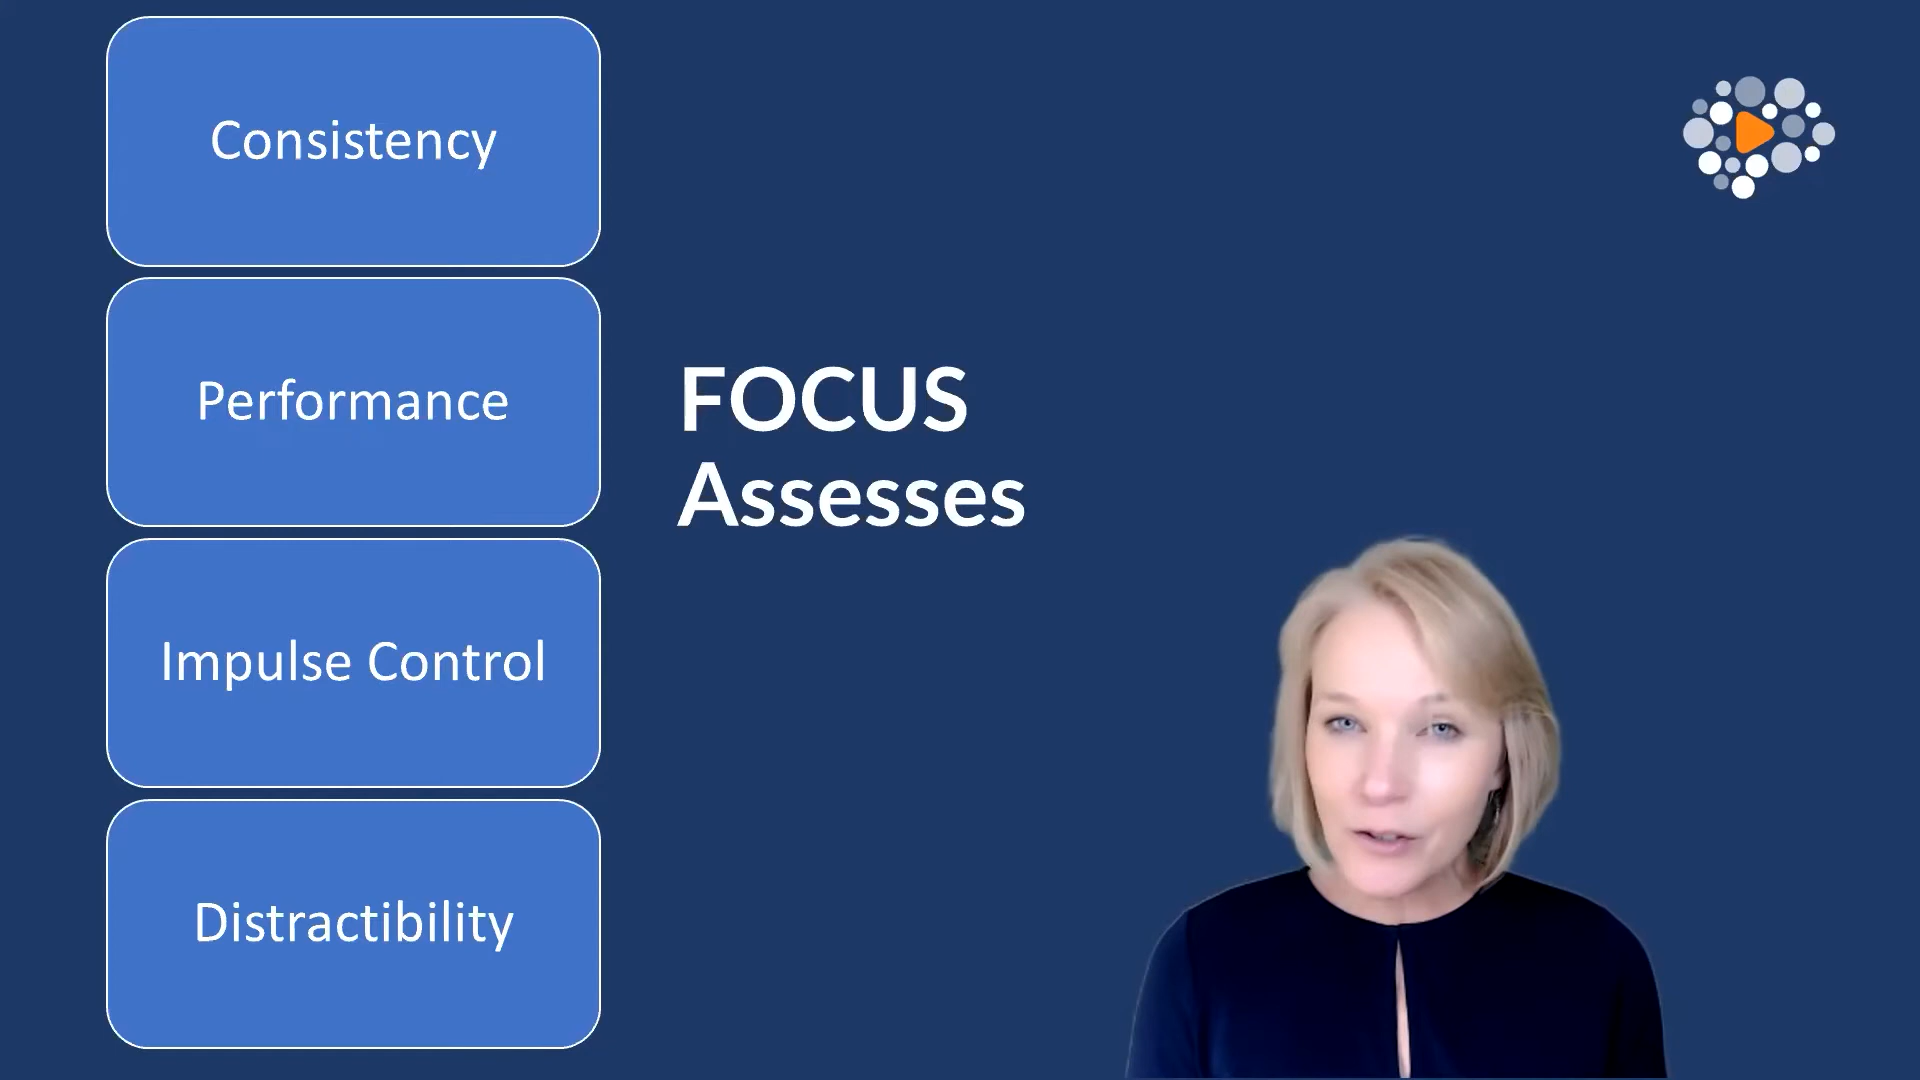 Consistency
Performance
Impulse Control
Distractibility
FOCUS
Assesses